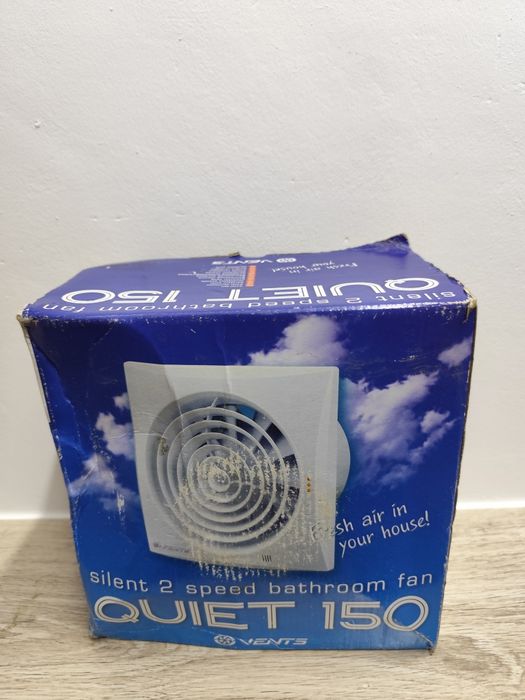 VENTS
Fresh air in
your house!
silent 2 speed bathroom fan
QUIET 150
VENTS
Fresh air in
your house!
silent 2 speed bathroom fan
QUIET 150
VENTS